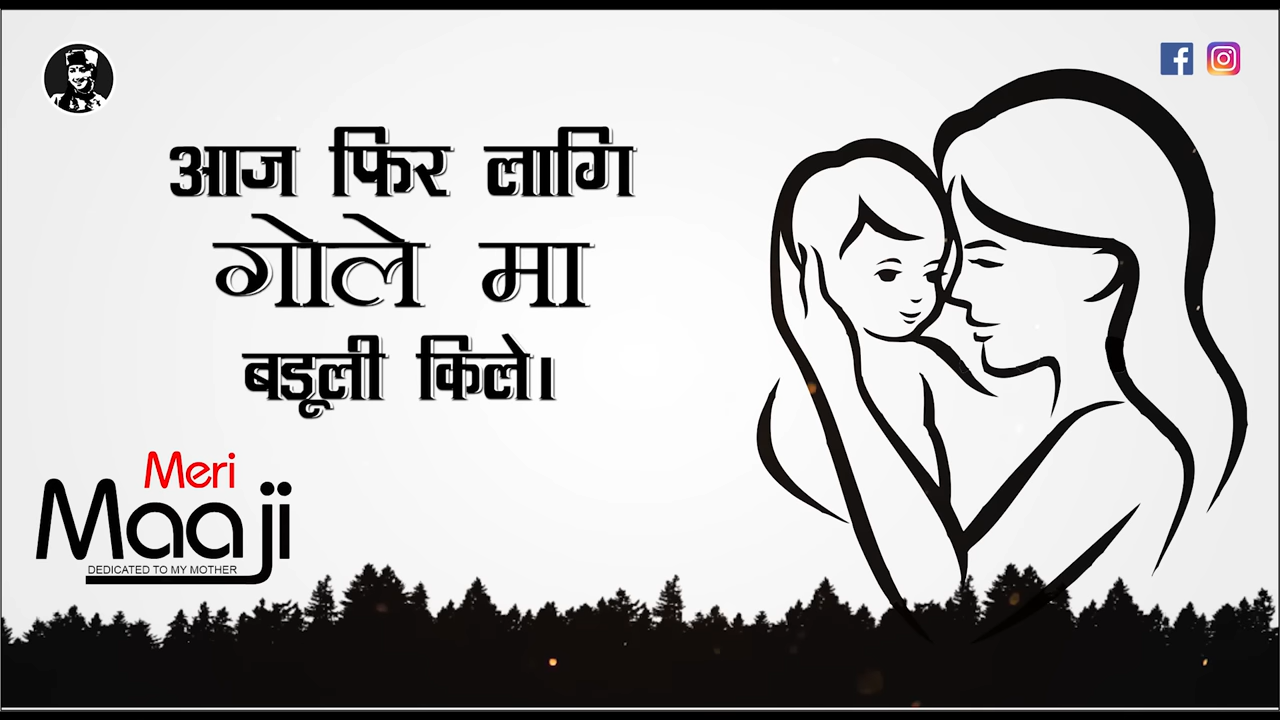 आज फिर लागि
गोले मा
बडूली किले।
Meri
Maaji
DEDICATED TO MY MOTHER